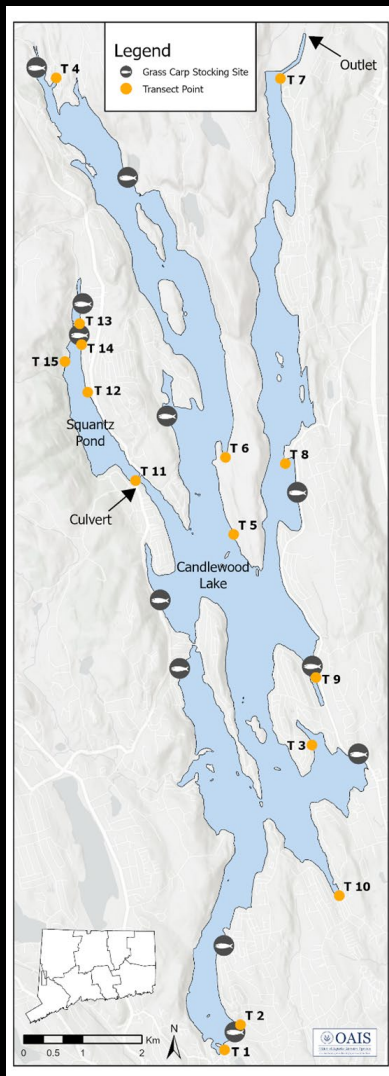 Legend
Grass Carp Stocking Site
Transect Point
Outlet
T 4
T 7
T 13
T 14
T 15
T 12
Squantz
Pond
T 11
Culvert
T 6
T 8
T 5
Candlewood
Lake
T 9
T 3
T 10
T 2
T 1
N
Km
0 0.5 1 2
OAIS